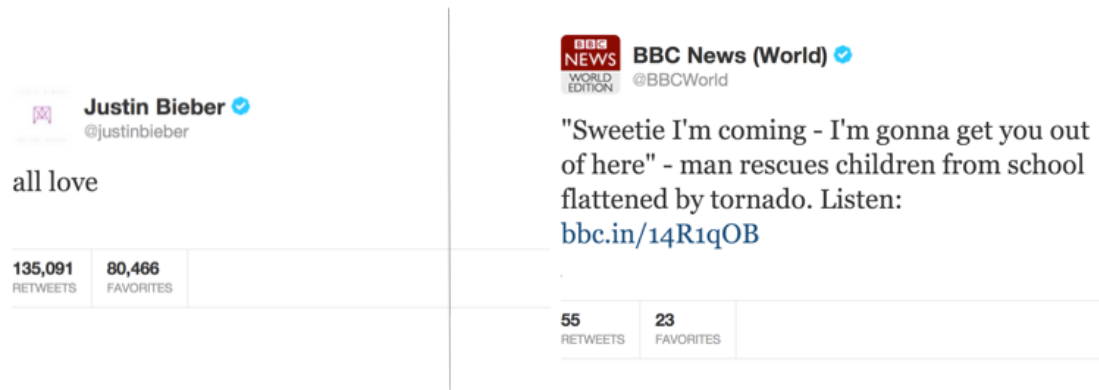 Justin Bieber
@justinbieber
all love
135,091 80,466
RETWEETS FAVORITES
BBC
NEWS
WORLD
EDITION
BBC News (World)
@BBCWorld
"Sweetie I'm coming - I'm gonna get you out
of here" - man rescues children from school
flattened by tornado. Listen:
bbc.in/14R1qOB
55 23
RETWEETS FAVORITES